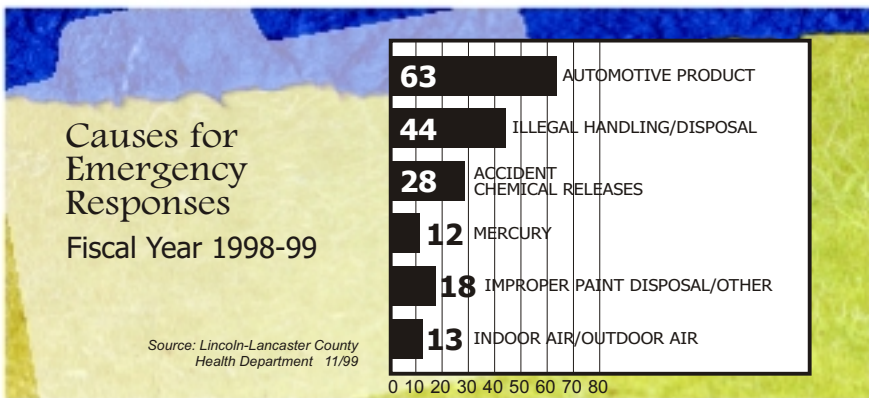 Causes for
Emergency
Responses
Fiscal Year 1998-99
Source: Lincoln-Lancaster County
Health Department 11/99
63 AUTOMOTIVE PRODUCT
44 ILLEGAL HANDLING/DISPOSAL
28 ACCIDENT
CHEMICAL RELEASES
12 MERCURY
18 IMPROPER PAINT DISPOSAL/OTHER
13 INDOOR AIR/OUTDOOR AIR
0 10 20 30 40 50 60 70 80